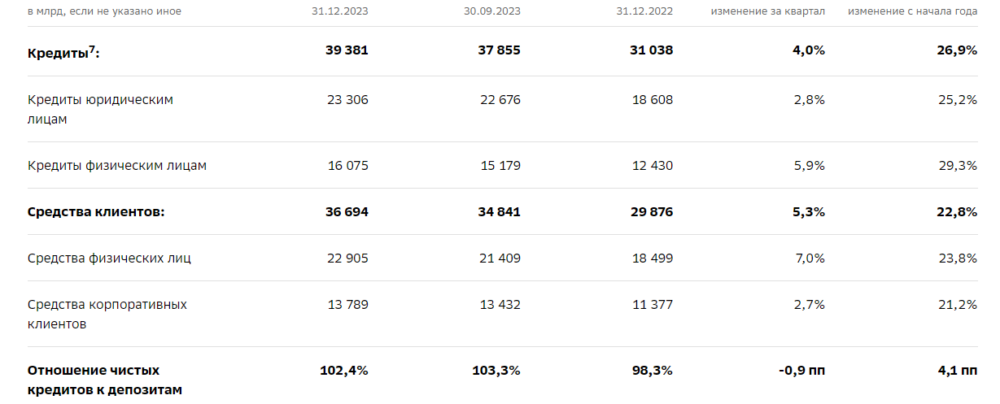 в млрд, если не указано иное 31.12.2023 30.09.2023 31.12.2022 изменение за квартал изменение с начала года
Кредиты⁷: 39 381 37 855 31 038 4,0% 26,9%
Кредиты юридическим
лицам 23 306 22 676 18 608 2,8% 25,2%
Кредиты физическим лицам 16 075 15 179 12 430 5,9% 29,3%
Средства клиентов: 36 694 34 841 29 876 5,3% 22,8%
Средства физических лиц 22 905 21 409 18 499 7,0% 23,8%
Средства корпоративных
клиентов 13 789 13 432 11 377 2,7% 21,2%
Отношение чистых
кредитов к депозитам 102,4% 103,3% 98,3% -0,9 пп 4,1 пп